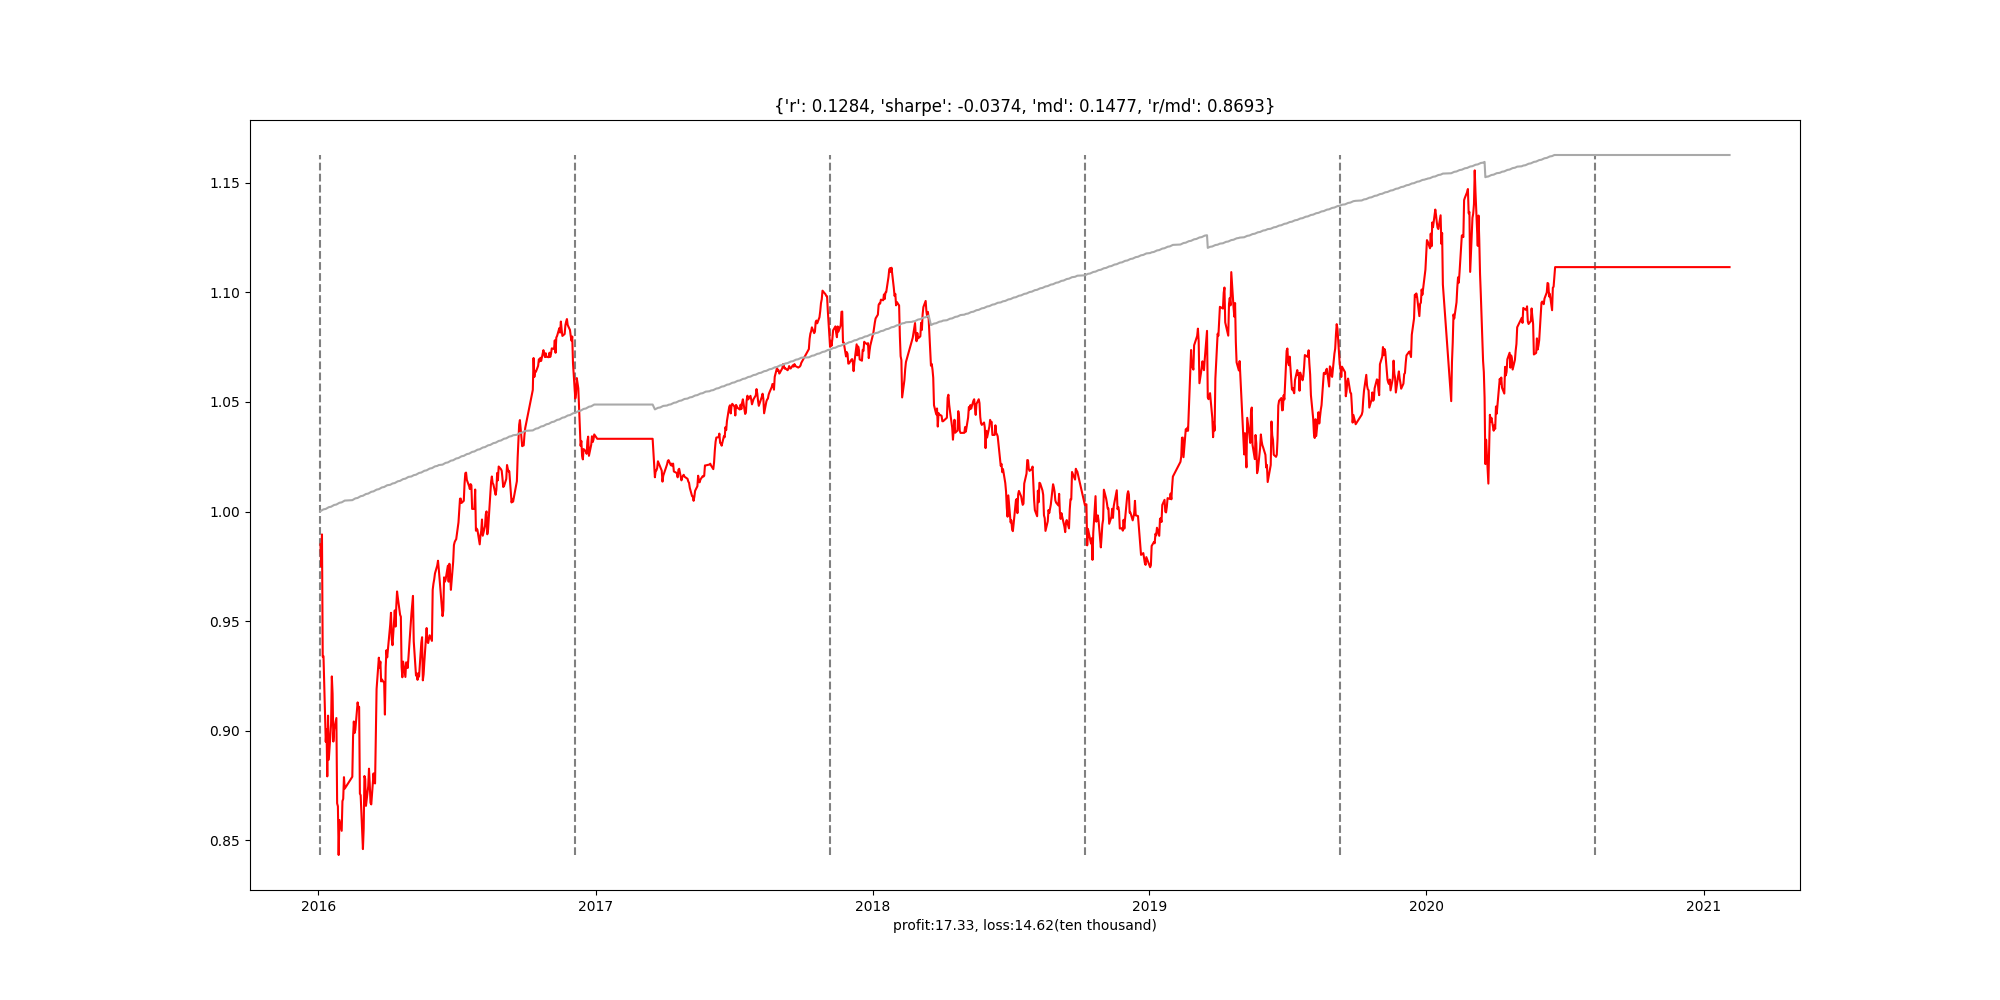 {'r': 0.1284, 'sharpe': -0.0374, 'md': 0.1477, 'r/md': 0.8693}
1.15
1.10
1.05
1.00
0.95
0.90
0.85
2016 2017 2018 2019 2020 2021
profit:17.33, loss:14.62(ten thousand)